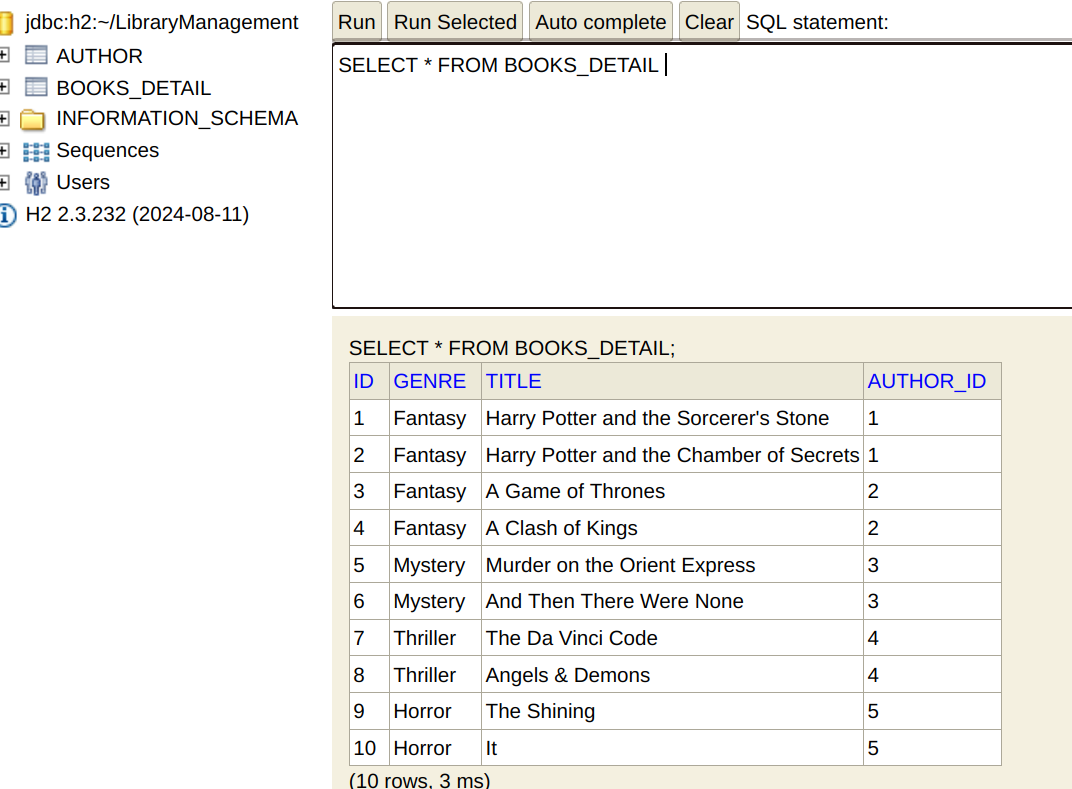 jdbc:h2:~/LibraryManagement
AUTHOR
BOOKS_DETAIL
INFORMATION_SCHEMA
Sequences
Users
H2 2.3.232 (2024-08-11)
Run Run Selected Auto complete Clear SQL statement:
SELECT * FROM BOOKS_DETAIL
SELECT * FROM BOOKS_DETAIL;
ID GENRE TITLE AUTHOR_ID
1 Fantasy Harry Potter and the Sorcerer's Stone 1
2 Fantasy Harry Potter and the Chamber of Secrets 1
3 Fantasy A Game of Thrones 2
4 Fantasy A Clash of Kings 2
5 Mystery Murder on the Orient Express 3
6 Mystery And Then There Were None 3
7 Thriller The Da Vinci Code 4
8 Thriller Angels & Demons 4
9 Horror The Shining 5
10 Horror It 5
(10 rows, 3 ms)